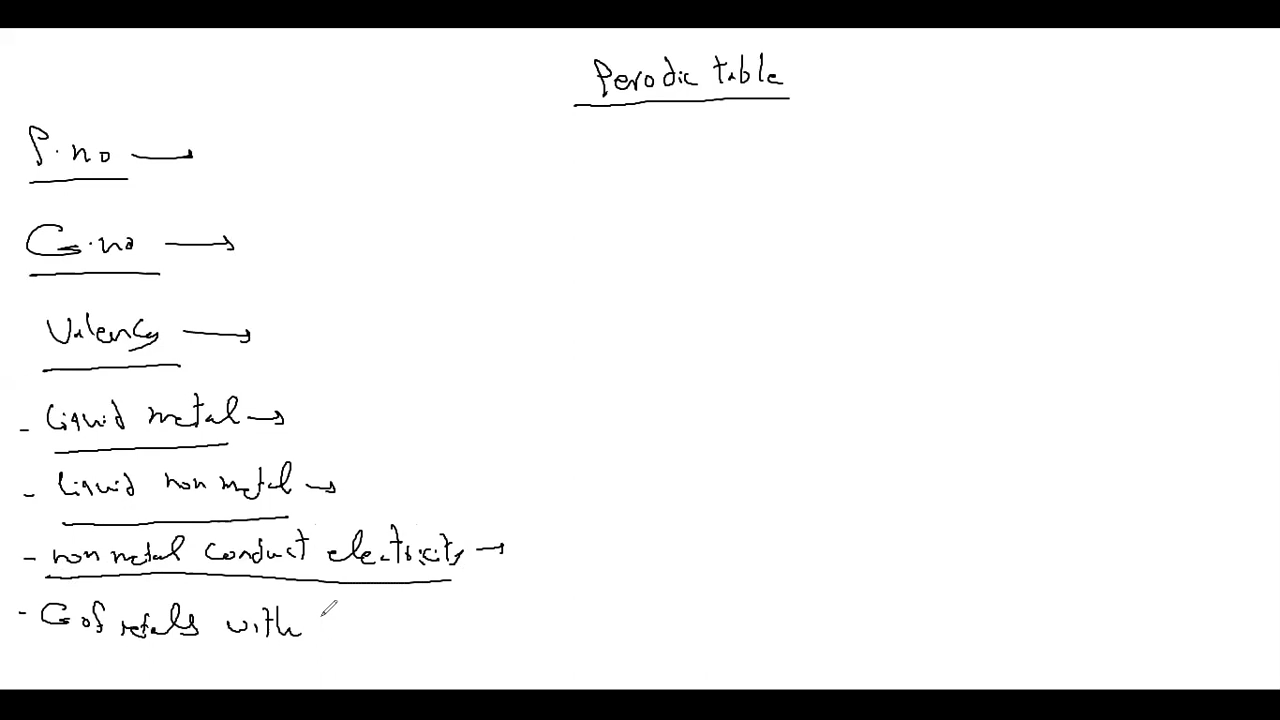 Perodic table
P.no →
G.no →
Valency →
- liquid metal →
- liquid non metal →
- non metal conduct electricity →
- G of metals with